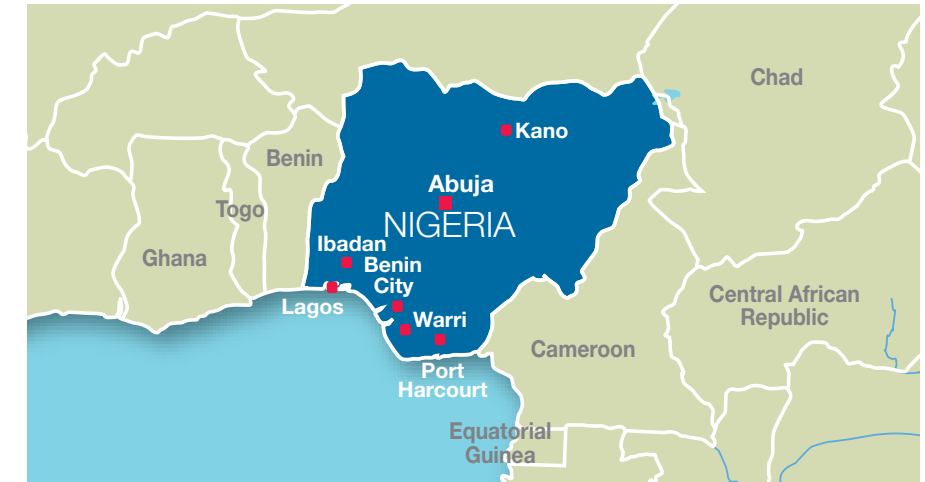 Chad
Kano
Benin
Abuja
Togo
NIGERIA
Ibadan
Ghana
Benin
City
Lagos
Warri
Central African
Republic
Cameroon
Port
Harcourt
Equatorial
Guinea